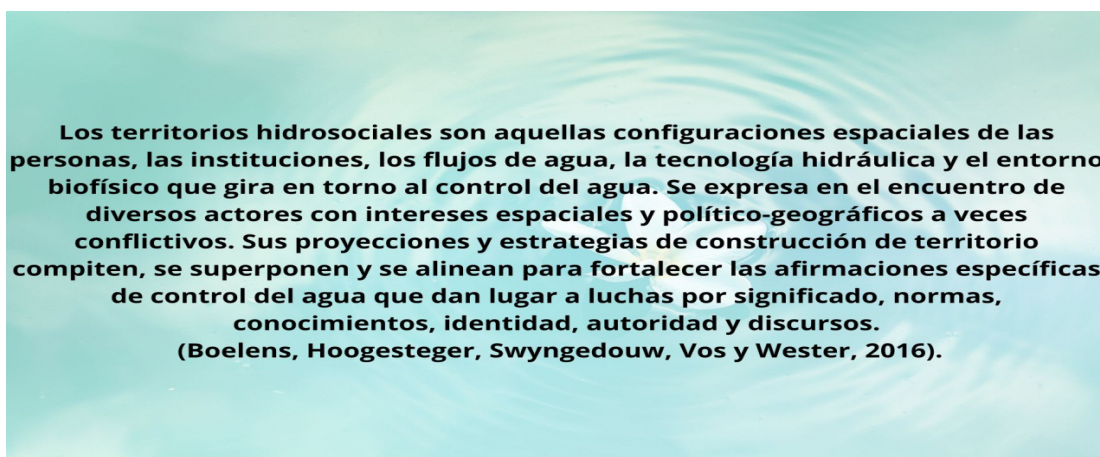 Los territorios hidrosociales son aquellas configuraciones espaciales de las
personas, las instituciones, los flujos de agua, la tecnología hidráulica y el entorno
biofísico que gira en torno al control del agua. Se expresa en el encuentro de
diversos actores con intereses espaciales y político-geográficos a veces
conflictivos. Sus proyecciones y estrategias de construcción de territorio
compiten, se superponen y se alinean para fortalecer las afirmaciones específicas
de control del agua que dan lugar a luchas por significado, normas,
conocimientos, identidad, autoridad y discursos.
(Boelens, Hoogesteger, Swyngedouw, Vos y Wester, 2016).